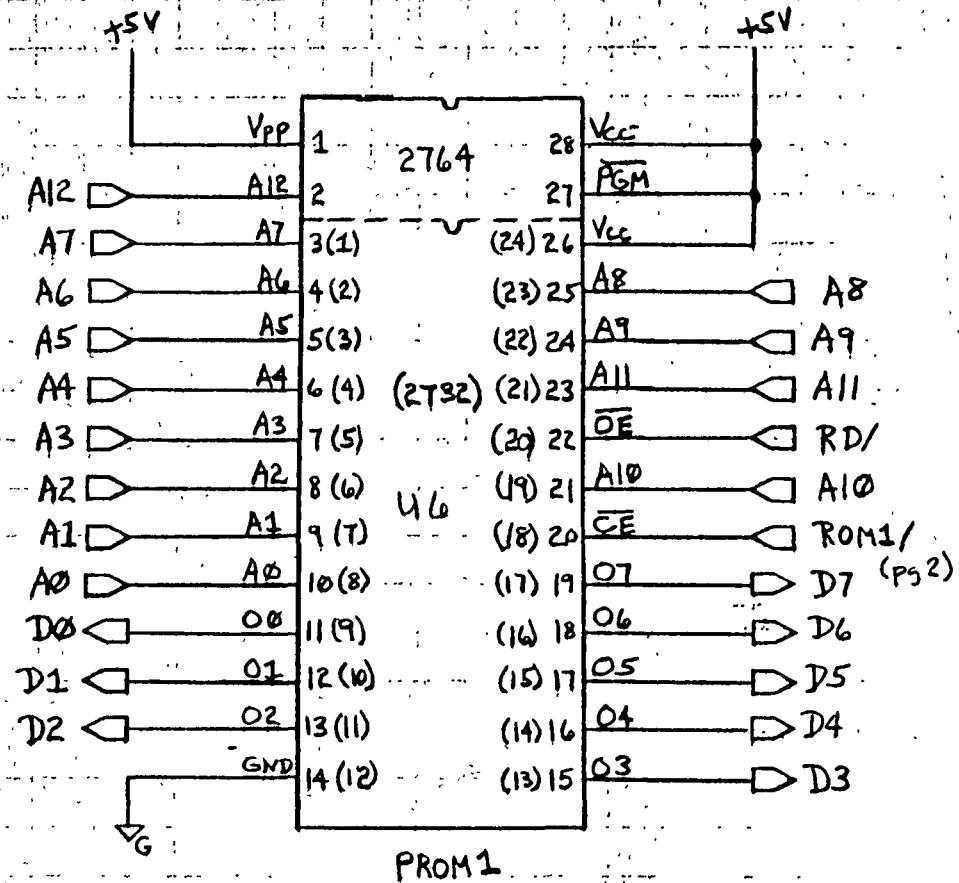 +5V +5V
VPP 1 2764 28 Vcc
A12 A12 2 27 PGM
A7 A7 3(1) (24) 26 Vcc
A6 A6 4(2) (23) 25 A8 A8
A5 A5 5(3) (22) 24 A9 A9
A4 A4 6(4) (2732) (21) 23 A11 A11
A3 A3 7(5) (20) 22 OE RD/
A2 A2 8(6) (19) 21 A1Ø A1Ø
A1 A1 9(7) U6 (18) 20 CE ROM1/
(pg 2)
AØ AØ 10(8) (17) 19 O7 D7
DØ OØ 11(9) (16) 18 O6 D6
D1 O1 12(10) (15) 17 O5 D5
D2 O2 13(11) (14) 16 O4 D4
GND 14(12) (13) 15 O3 D3
G
PROM1